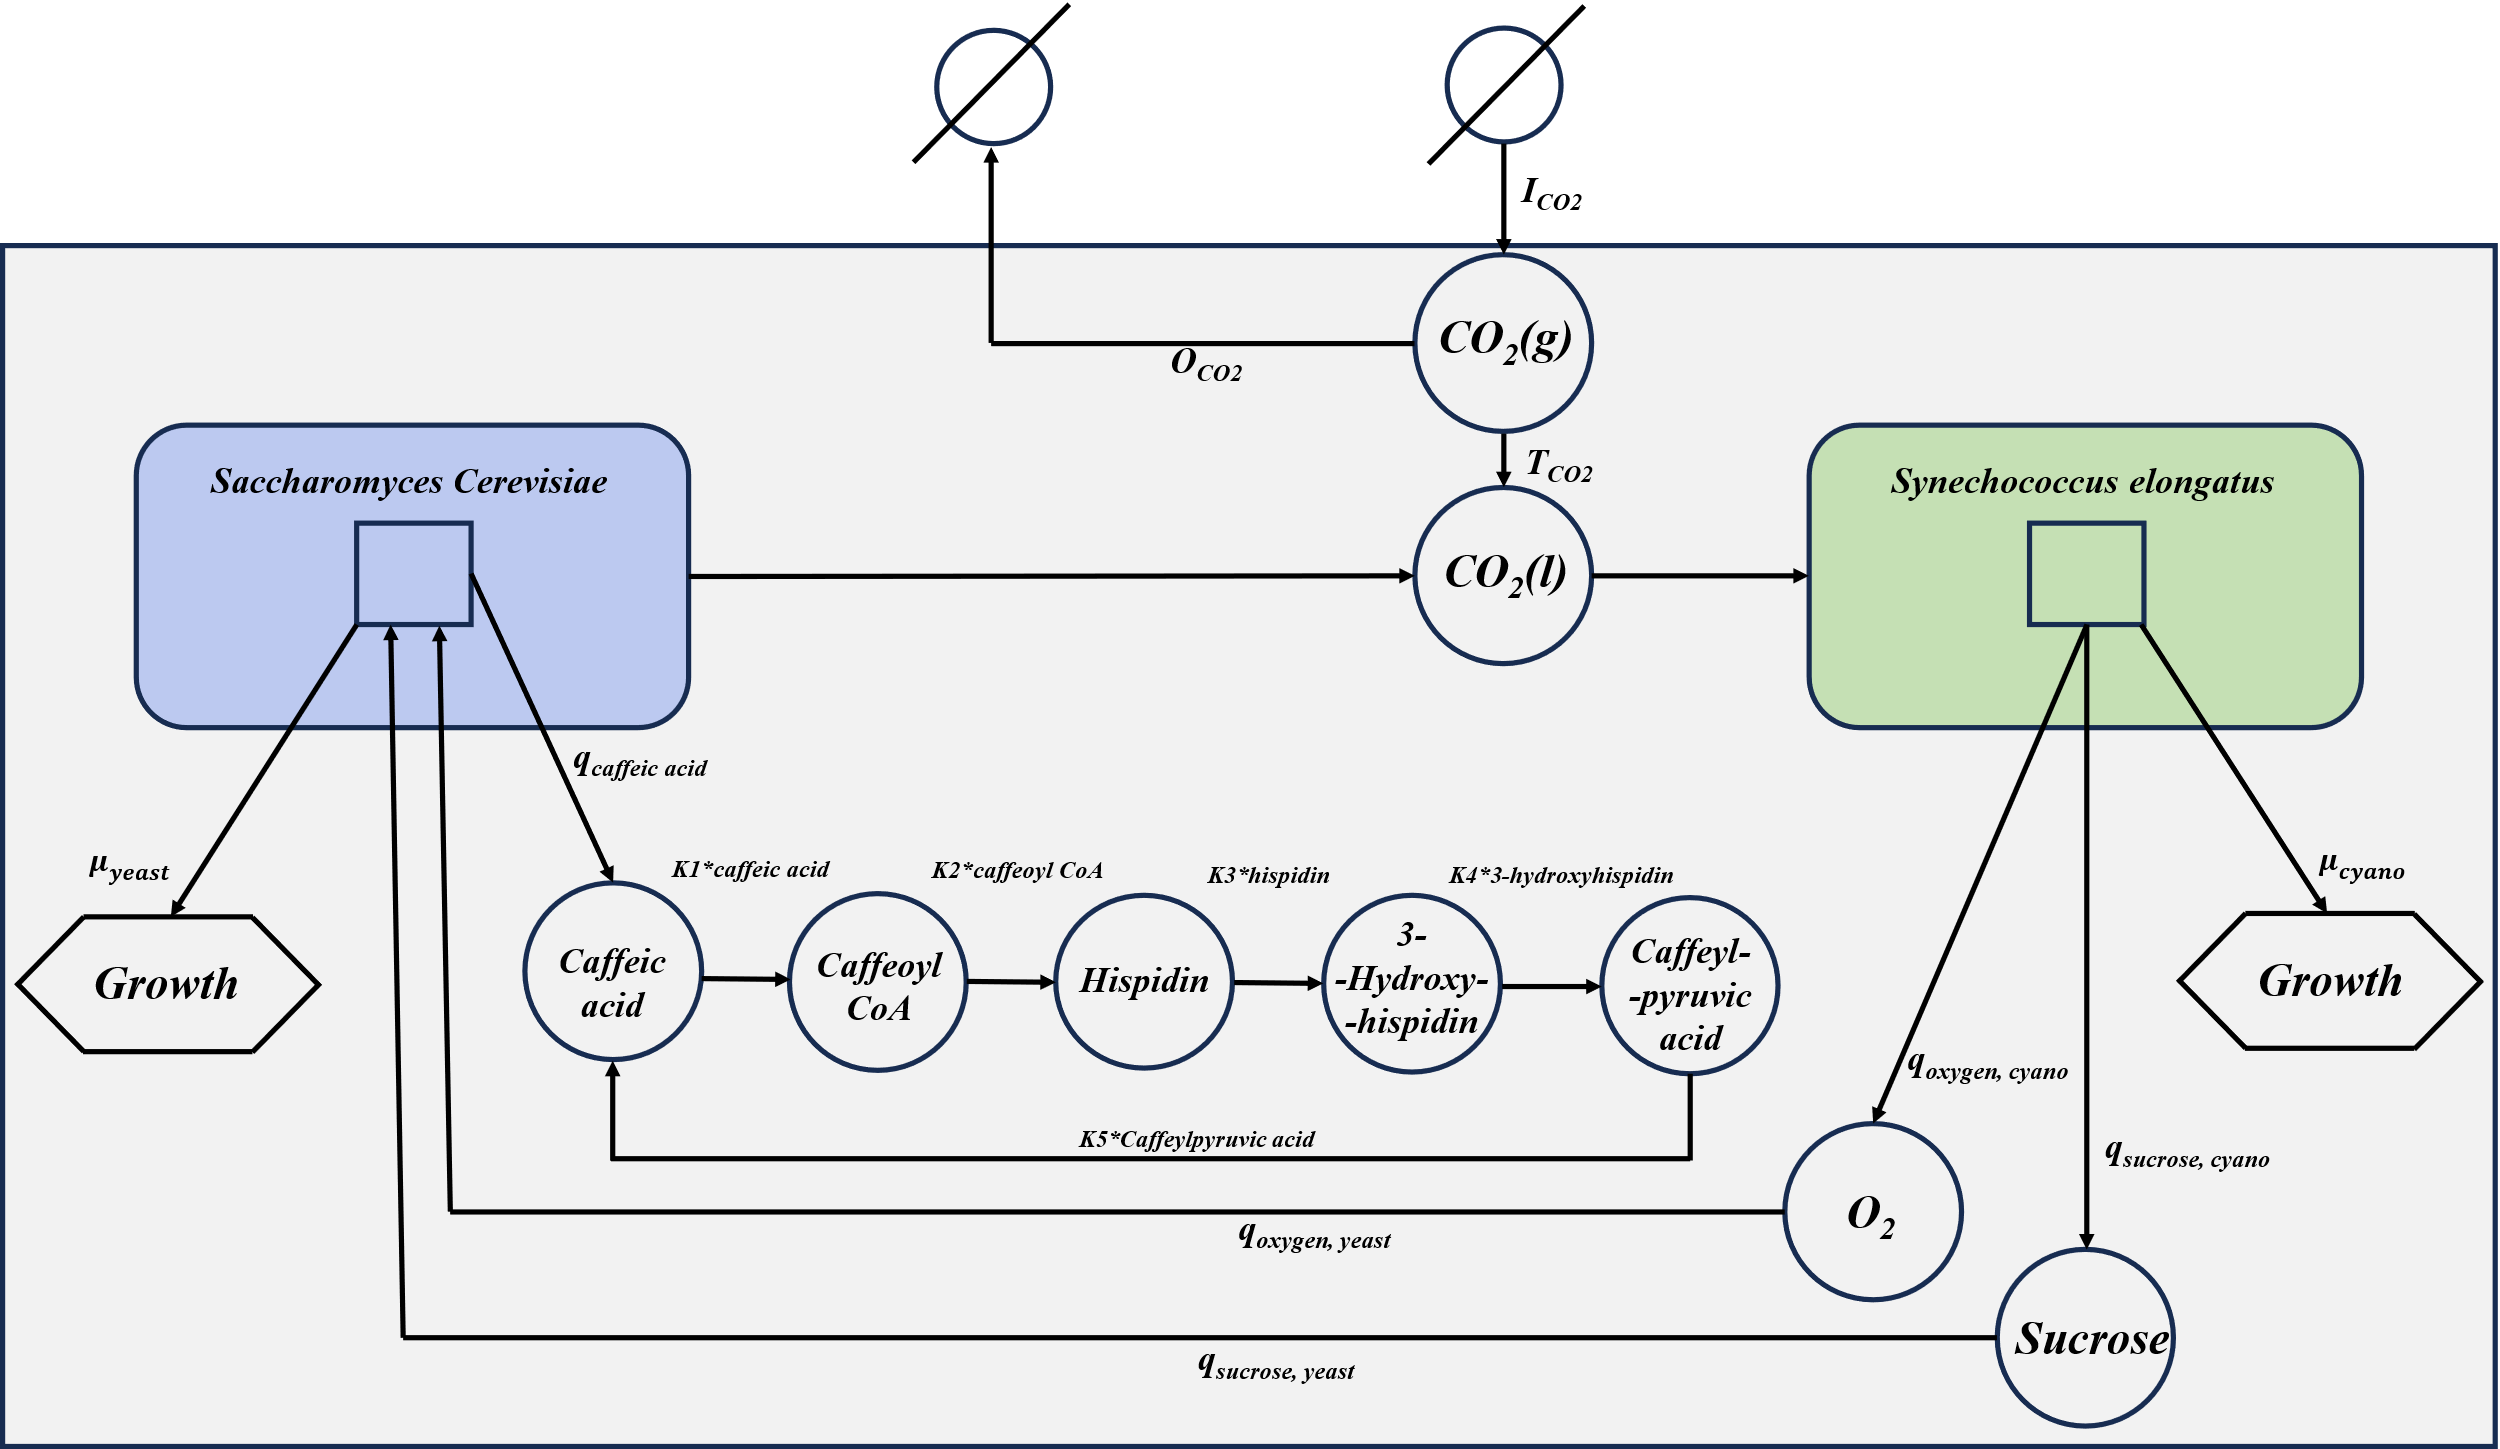 I_CO2
CO2(g)
O_CO2
T_CO2
Saccharomyces Cerevisiae
Synechococcus elongatus
CO2(l)
q_caffeic acid
μ_yeast
K1*caffeic acid
K2*caffeoyl CoA
K3*hispidin
K4*3-hydroxyhispidin
μ_cyano
Growth
Caffeic
acid
Caffeoyl
CoA
Hispidin
3-
-Hydroxy-
-hispidin
Caffeyl-
-pyruvic
acid
Growth
q_oxygen, cyano
K5*Caffeylpyruvic acid
q_sucrose, cyano
O2
q_oxygen, yeast
Sucrose
q_sucrose, yeast